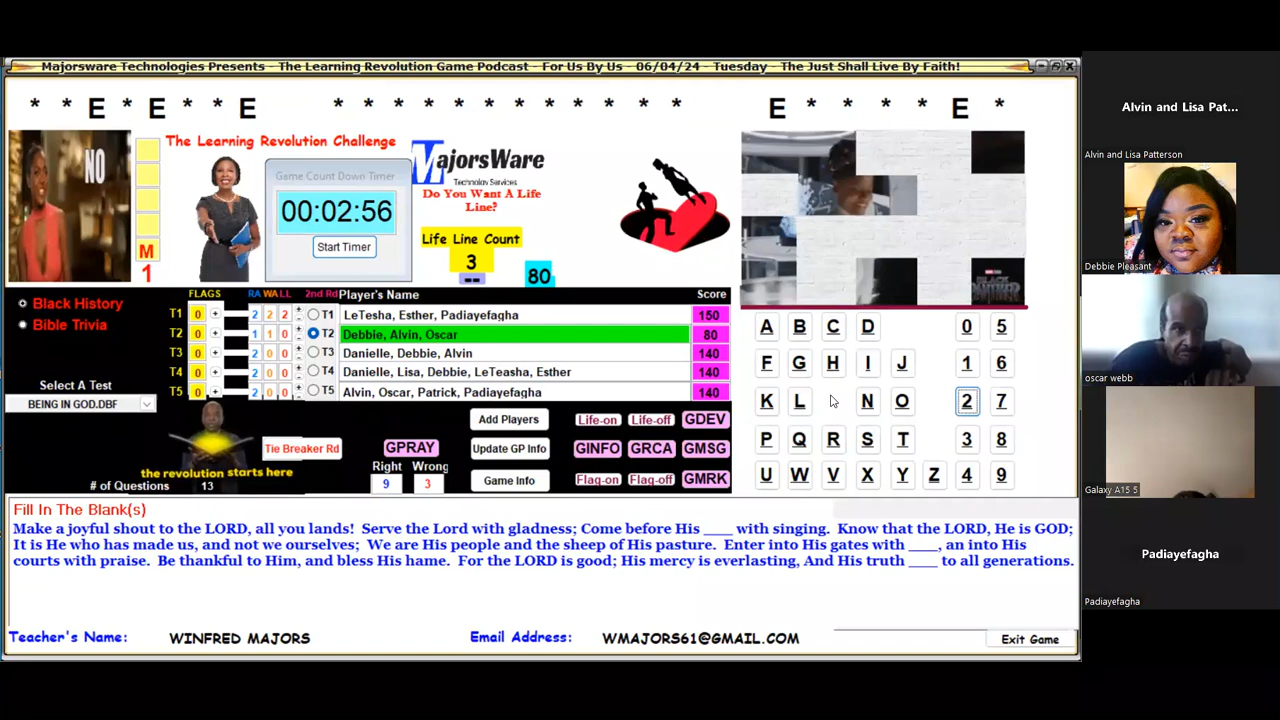 Majorsware Technologies Presents - The Learning Revolution Game Podcast - For Us By Us - 06/04/24 - Tuesday - The Just Shall Live By Faith!
* * E * E * * E * * * * * * * * * * * * E * * * * E *
NO
M
1
The Learning Revolution Challenge
Game Count Down Timer
00:02:56
Start Timer
MajorsWare
Technology Services
Do You Want A Life
Line?
Life Line Count
3
--
80
BLACK PANTHER
Alvin and Lisa Pat...
Alvin and Lisa Patterson
Debbie Pleasant
oscar webb
Galaxy A15 5
Padiayefagha
Padiayefagha
Black History
Bible Trivia
Select A Test
BEING IN GOD.DBF
FLAGS RA WA LL 2nd Rd Player's Name Score
T1 0 + 2 2 2 T1 LeTesha, Esther, Padiayefagha 150
T2 0 + 1 1 0 T2 Debbie, Alvin, Oscar 80
T3 0 + 2 0 0 T3 Danielle, Debbie, Alvin 140
T4 0 + 2 0 0 T4 Danielle, Lisa, Debbie, LeTeasha, Esther 140
T5 0 + 2 0 0 T5 Alvin, Oscar, Patrick, Padiayefagha 140
A B C D 0 5
F G H I J 1 6
K L N O 2 7
P Q R S T 3 8
U W V X Y Z 4 9
the revolution starts here
# of Questions 13
Tie Breaker Rd
GPRAY
Right Wrong
9 3
Add Players
Update GP Info
Game Info
Life-on Life-off GDEV
GINFO GRCA GMSG
Flag-on Flag-off GMRK
Fill In The Blank(s)
Make a joyful shout to the LORD, all you lands! Serve the Lord with gladness; Come before His ____ with singing. Know that the LORD, He is GOD;
It is He who has made us, and not we ourselves; We are His people and the sheep of His pasture. Enter into His gates with ____, an into His
courts with praise. Be thankful to Him, and bless His hame. For the LORD is good; His mercy is everlasting, And His truth ____ to all generations.
Teacher's Name: WINFRED MAJORS Email Address: WMAJORS61@GMAIL.COM Exit Game